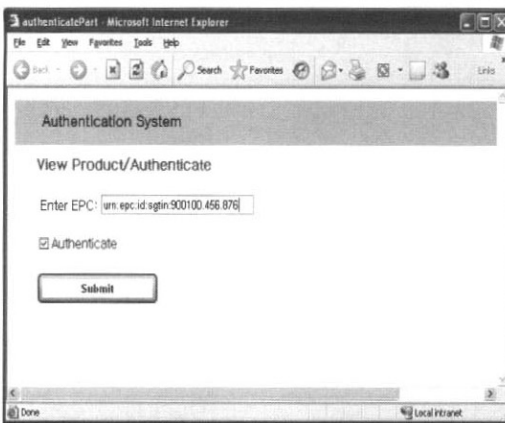 authenticatePart - Microsoft Internet Explorer
File Edit View Favorites Tools Help
Back Search Favorites Links
Authentication System
View Product/Authenticate
Enter EPC: urn:epc:id:sgtin:900100.456.876
Authenticate
Submit
Done Local intranet